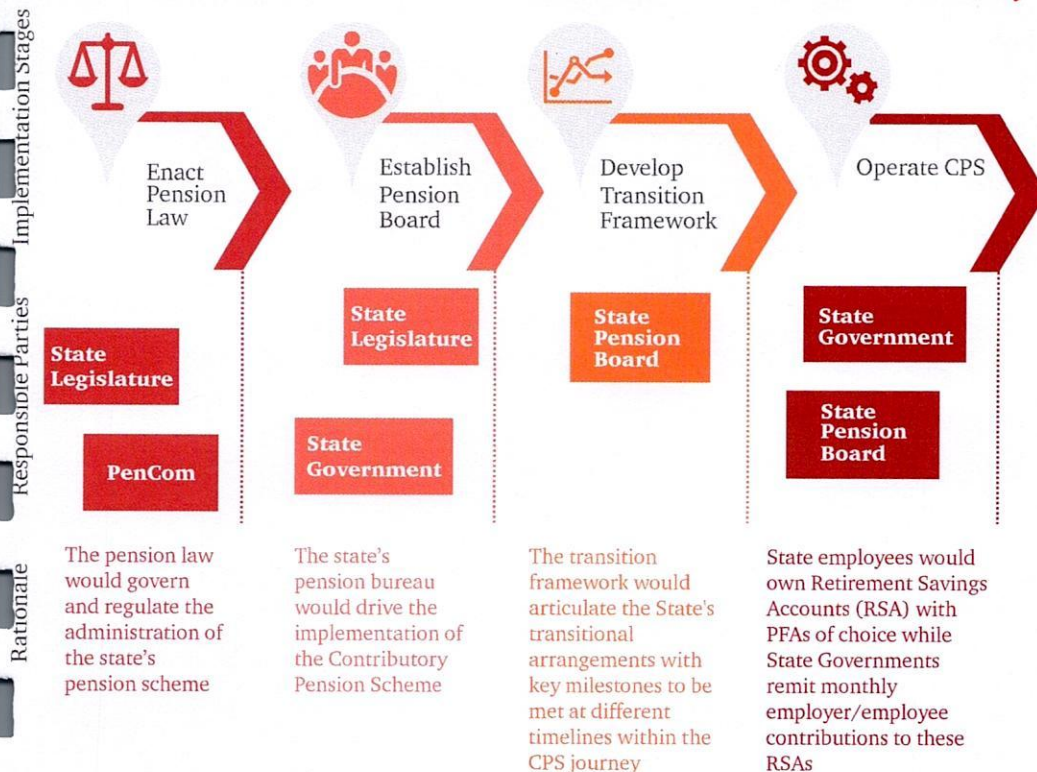 Implementation Stages
Enact
Pension
Law
Establish
Pension
Board
Develop
Transition
Framework
Operate CPS
Responsible Parties
State
Legislature
PenCom
State
Legislature
State
Government
State
Pension
Board
State
Government
State
Pension
Board
Rationale
The pension law
would govern
and regulate the
administration of
the state's
pension scheme
The state's
pension bureau
would drive the
implementation of
the Contributory
Pension Scheme
The transition
framework would
articulate the State's
transitional
arrangements with
key milestones to be
met at different
timelines within the
CPS journey
State employees would
own Retirement Savings
Accounts (RSA) with
PFAs of choice while
State Governments
remit monthly
employer/employee
contributions to these
RSAs